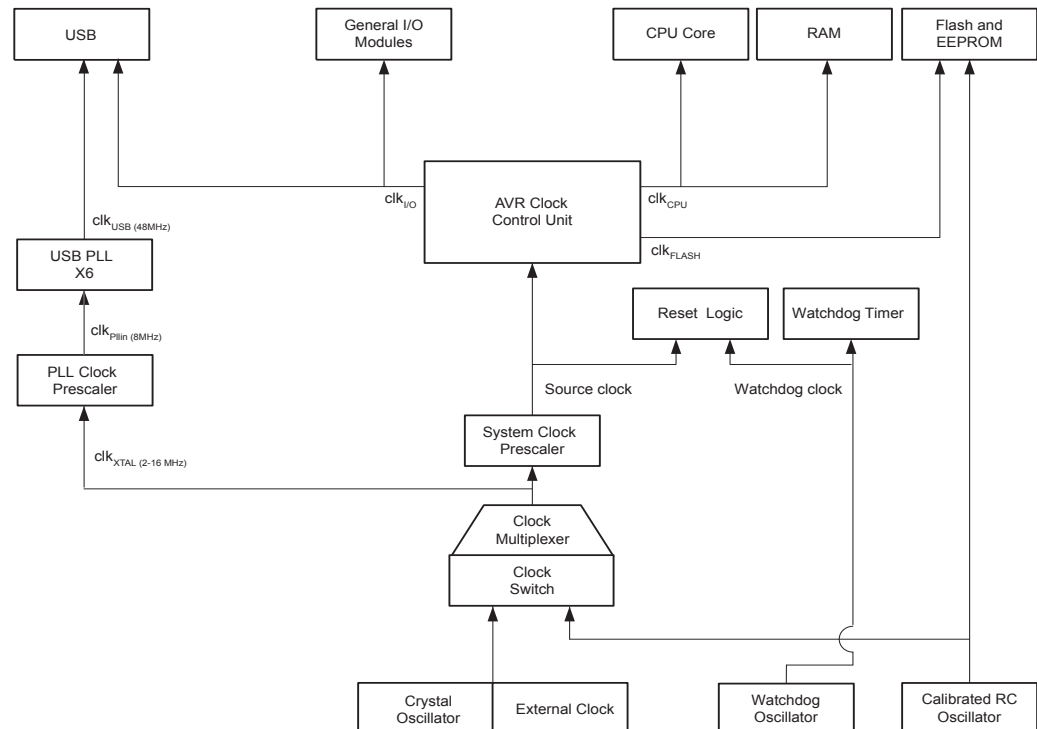 USB
General I/O
Modules
CPU Core
RAM
Flash and
EEPROM
AVR Clock
Control Unit
clkI/O
clkCPU
clkFLASH
clkUSB (48MHz)
USB PLL
X6
clkPllin (8MHz)
PLL Clock
Prescaler
clkXTAL (2-16 MHz)
Reset Logic
Watchdog Timer
Source clock
Watchdog clock
System Clock
Prescaler
Clock
Multiplexer
Clock
Switch
Crystal
Oscillator
External Clock
Watchdog
Oscillator
Calibrated RC
Oscillator